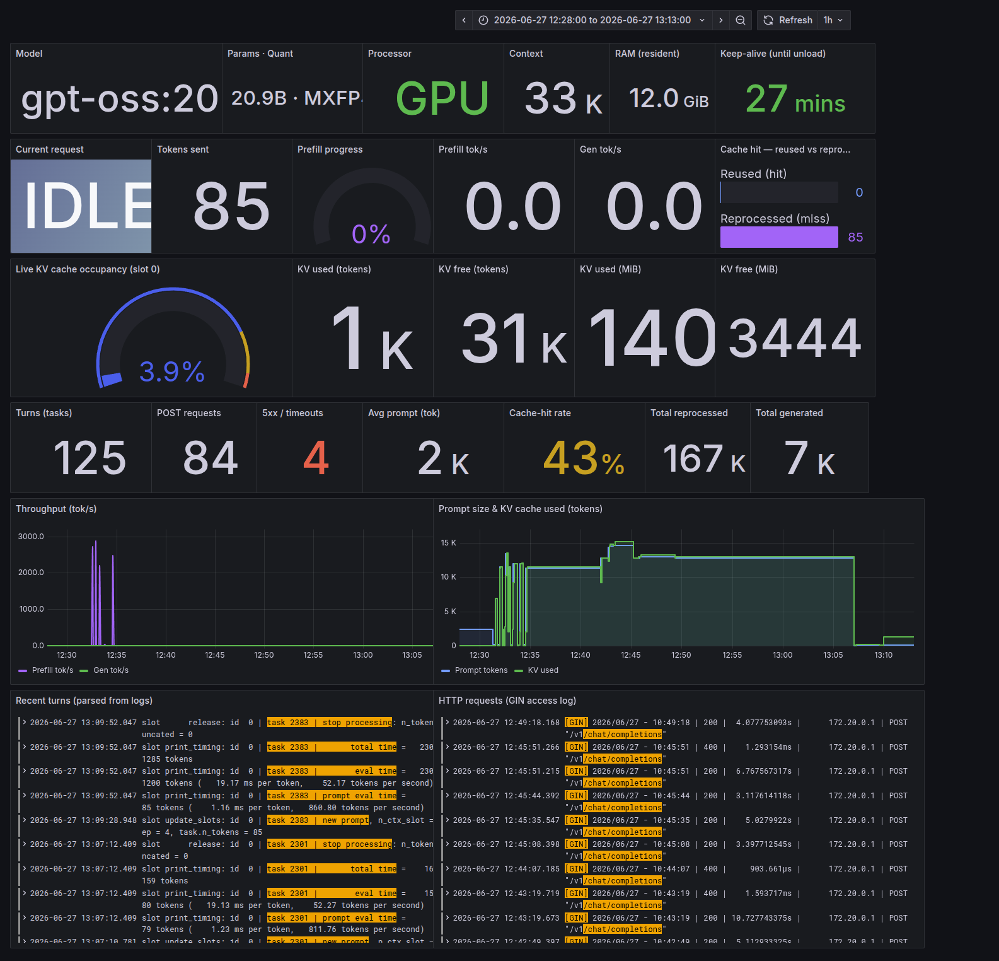 2026-06-27 12:28:00 to 2026-06-27 13:13:00
Refresh
1h
Model
gpt-oss:20
Params · Quant
20.9B · MXFP
Processor
GPU
Context
33 K
RAM (resident)
12.0 GiB
Keep-alive (until unload)
27 mins
Current request
IDLE
Tokens sent
85
Prefill progress
0%
Prefill tok/s
0.0
Gen tok/s
0.0
Cache hit — reused vs repro...
Reused (hit)
0
Reprocessed (miss)
85
Live KV cache occupancy (slot 0)
3.9%
KV used (tokens)
1 K
KV free (tokens)
31 K
KV used (MiB)
140
KV free (MiB)
3444
Turns (tasks)
125
POST requests
84
5xx / timeouts
4
Avg prompt (tok)
2 K
Cache-hit rate
43%
Total reprocessed
167 K
Total generated
7 K
Throughput (tok/s)
3000.0
2000.0
1000.0
0.0
12:30 12:35 12:40 12:45 12:50 12:55 13:00 13:05
Prefill tok/s Gen tok/s
Prompt size & KV cache used (tokens)
15 K
10 K
5 K
0
12:30 12:35 12:40 12:45 12:50 12:55 13:00 13:05 13:10
Prompt tokens KV used
Recent turns (parsed from logs)
2026-06-27 13:09:52.047 slot release: id 0 | task 2383 | stop processing: n_token
uncated = 0
2026-06-27 13:09:52.047 slot print_timing: id 0 | task 2383 | total time = 230
1285 tokens
2026-06-27 13:09:52.047 slot print_timing: id 0 | task 2383 | eval time = 230
1200 tokens ( 19.17 ms per token, 52.17 tokens per second)
2026-06-27 13:09:52.047 slot print_timing: id 0 | task 2383 | prompt eval time =
85 tokens ( 1.16 ms per token, 860.80 tokens per second)
2026-06-27 13:09:28.948 slot update_slots: id 0 | task 2383 | new prompt, n_ctx_slot =
ep = 4, task.n_tokens = 85
2026-06-27 13:07:12.409 slot release: id 0 | task 2301 | stop processing: n_token
ncated = 0
2026-06-27 13:07:12.409 slot print_timing: id 0 | task 2301 | total time = 16
159 tokens
2026-06-27 13:07:12.409 slot print_timing: id 0 | task 2301 | eval time = 15
80 tokens ( 19.13 ms per token, 52.27 tokens per second)
2026-06-27 13:07:12.409 slot print_timing: id 0 | task 2301 | prompt eval time =
79 tokens ( 1.23 ms per token, 811.76 tokens per second)
2026-06-27 13:07:10.781 slot update_slots: id 0 | task 2301 | new prompt, n_ctx_slot =
HTTP requests (GIN access log)
2026-06-27 12:49:18.168 [GIN] 2026/06/27 - 10:49:18 | 200 | 4.077753093s | 172.20.0.1 | POST
"/v1/chat/completions"
2026-06-27 12:45:51.266 [GIN] 2026/06/27 - 10:45:51 | 400 | 1.293154ms | 172.20.0.1 | POST
"/v1/chat/completions"
2026-06-27 12:45:51.215 [GIN] 2026/06/27 - 10:45:51 | 200 | 6.767567317s | 172.20.0.1 | POST
"/v1/chat/completions"
2026-06-27 12:45:44.392 [GIN] 2026/06/27 - 10:45:44 | 200 | 3.117614118s | 172.20.0.1 | POST
"/v1/chat/completions"
2026-06-27 12:45:35.547 [GIN] 2026/06/27 - 10:45:35 | 200 | 5.0279922s | 172.20.0.1 | POST
"/v1/chat/completions"
2026-06-27 12:45:08.398 [GIN] 2026/06/27 - 10:45:08 | 200 | 3.397712545s | 172.20.0.1 | POST
"/v1/chat/completions"
2026-06-27 12:44:07.185 [GIN] 2026/06/27 - 10:44:07 | 400 | 903.661µs | 172.20.0.1 | POST
"/v1/chat/completions"
2026-06-27 12:43:19.719 [GIN] 2026/06/27 - 10:43:19 | 400 | 1.593717ms | 172.20.0.1 | POST
"/v1/chat/completions"
2026-06-27 12:43:19.673 [GIN] 2026/06/27 - 10:43:19 | 200 | 10.727743375s | 172.20.0.1 | POST
"/v1/chat/completions"
2026-06-27 12:42:49.397 [GIN] 2026/06/27 - 10:42:49 | 200 | 5.112933325s | 172.20.0.1 | POST